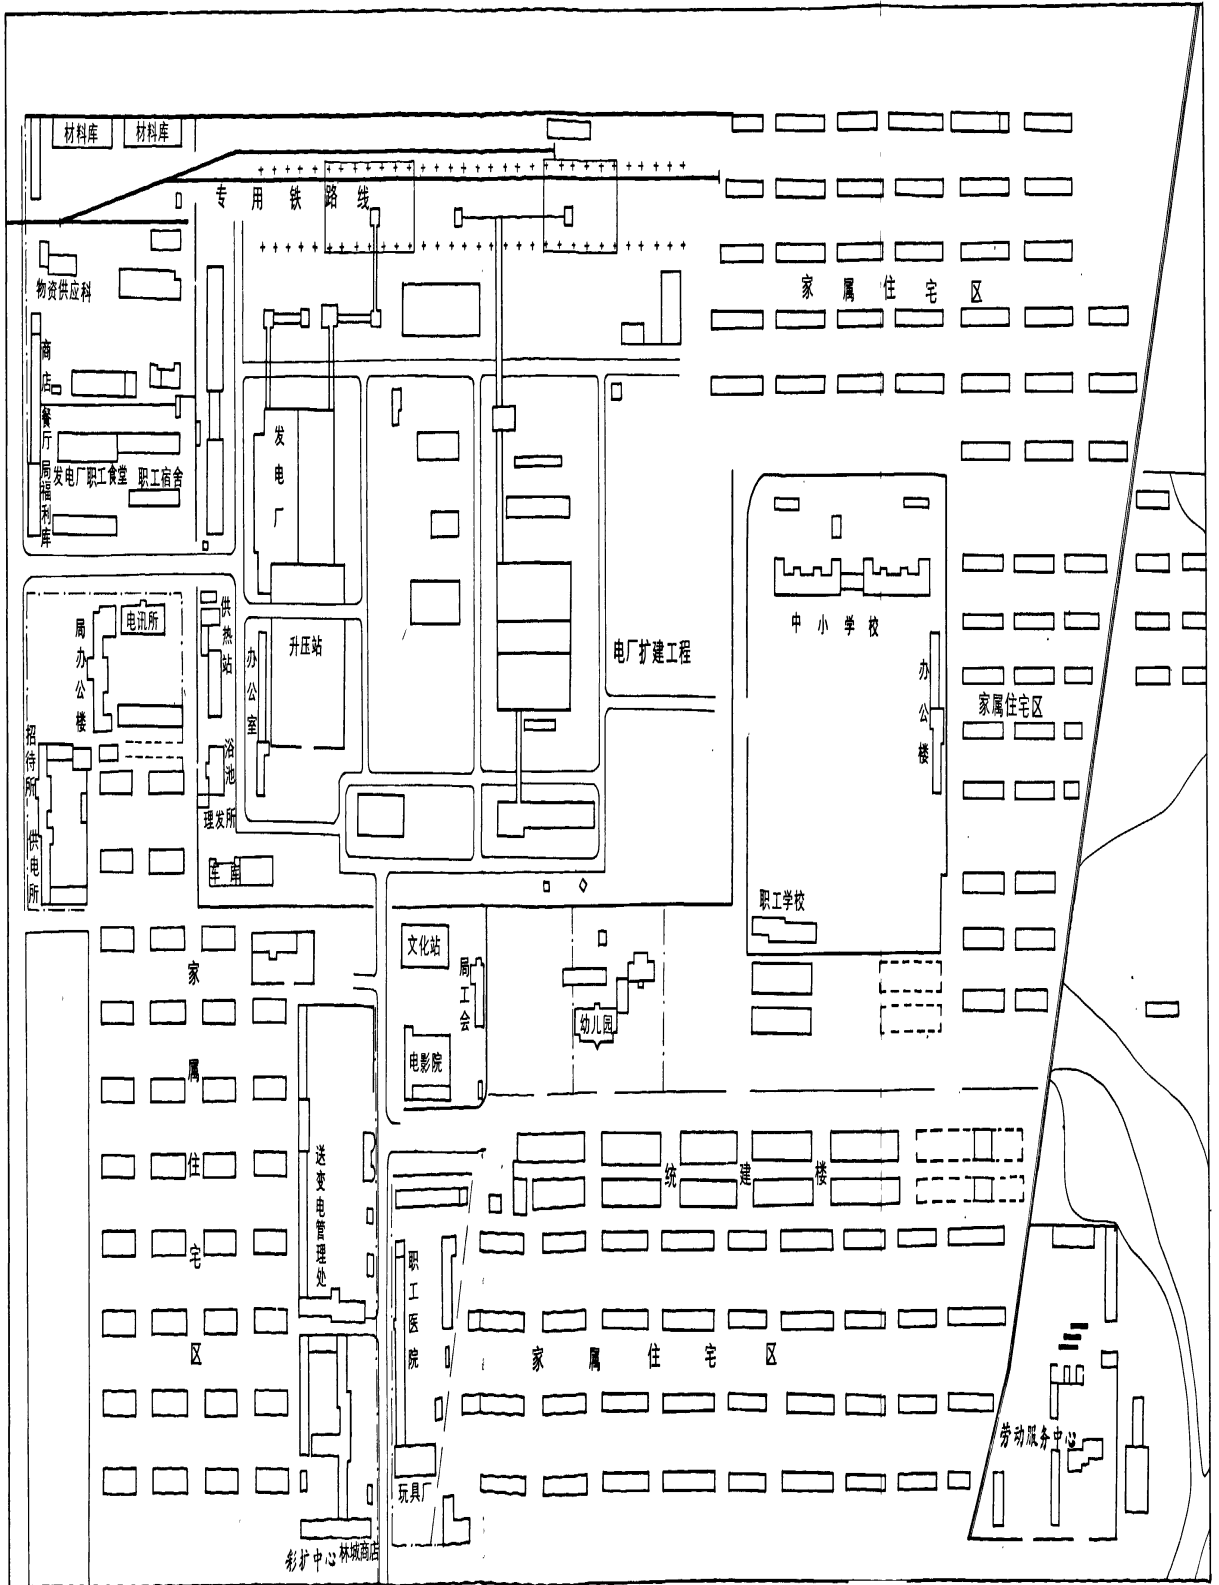 材料库
材料库
专用铁路线
物资供应科
家属住宅区
商店
餐厅
局福利库
发电厂职工食堂
职工宿舍
发电厂
中小学校
局办公楼
电讯所
供热站
办公室
升压站
电厂扩建工程
办公楼
家属住宅区
招待所
供电所
浴池
理发所
车库
职工学校
文化站
局工会
电影院
幼儿园
家属住宅区
送变电管理处
统建楼
职工医院
家属住宅区
劳动服务中心
玩具厂
彩扩中心
林城商店